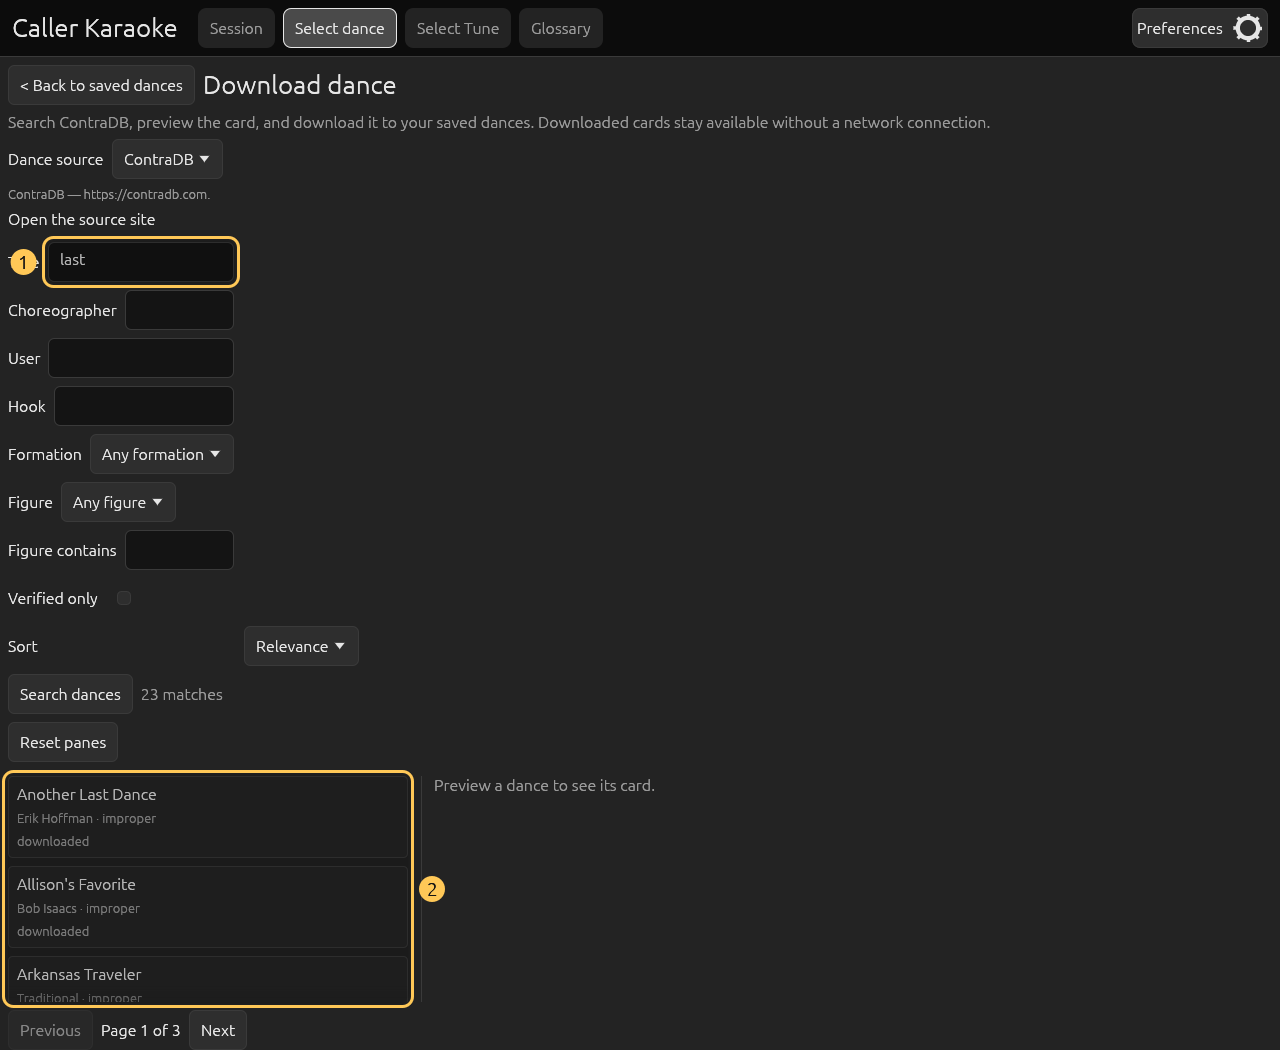 Caller Karaoke Session Select dance Select Tune Glossary Preferences
< Back to saved dances Download dance
Search ContraDB, preview the card, and download it to your saved dances. Downloaded cards stay available without a network connection.
Dance source ContraDB
ContraDB — https://contradb.com.
Open the source site
1 last
Choreographer
User
Hook
Formation Any formation
Figure Any figure
Figure contains
Verified only
Sort Relevance
Search dances 23 matches
Reset panes
Another Last Dance
Erik Hoffman · improper
downloaded
Preview a dance to see its card.
Allison's Favorite
Bob Isaacs · improper
downloaded
2
Arkansas Traveler
Traditional · improper
Previous Page 1 of 3 Next